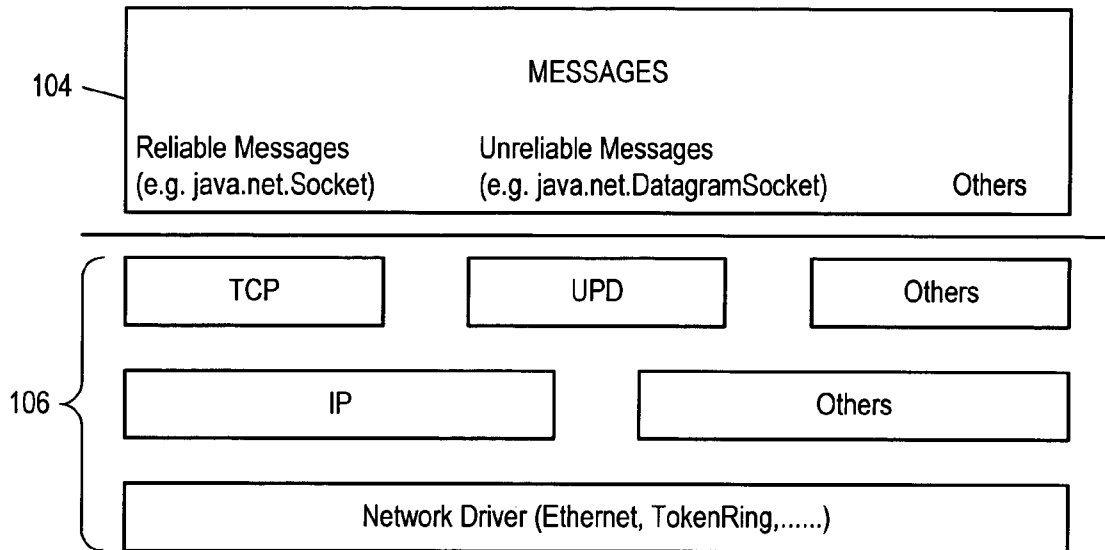 MESSAGES
104
Reliable Messages
(e.g. java.net.Socket)
Unreliable Messages
(e.g. java.net.DatagramSocket)
Others
TCP
UPD
Others
106
IP
Others
Network Driver (Ethernet, TokenRing,......)